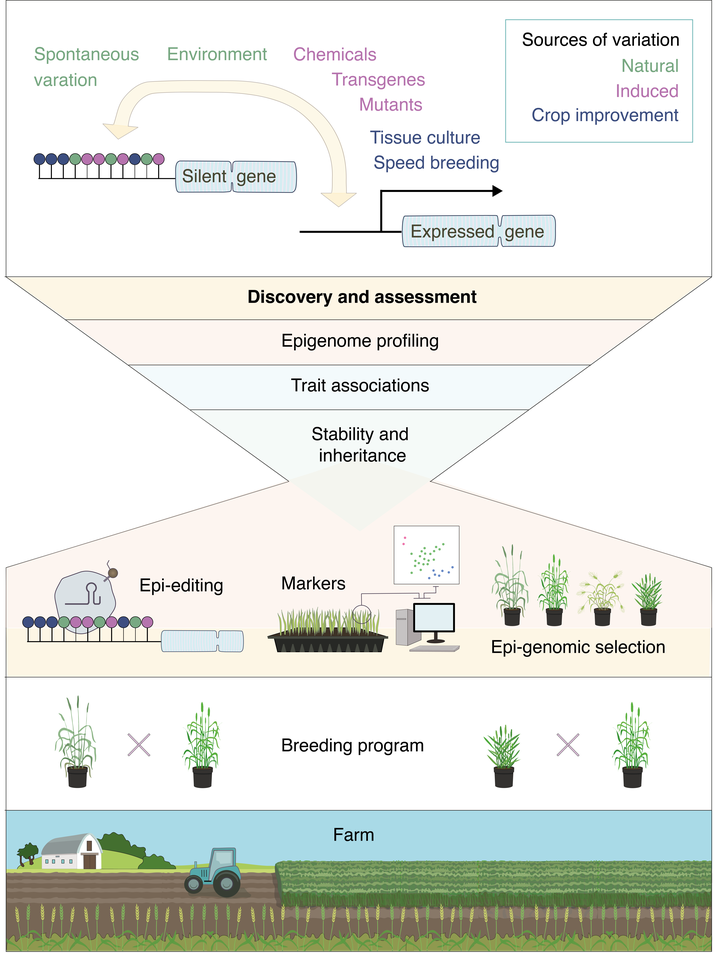 Spontaneous
varation
Environment
Chemicals
Transgenes
Mutants
Tissue culture
Speed breeding
Sources of variation
Natural
Induced
Crop improvement
Silent gene
Expressed gene
Discovery and assessment
Epigenome profiling
Trait associations
Stability and
inheritance
Epi-editing
Markers
Epi-genomic selection
Breeding program
Farm